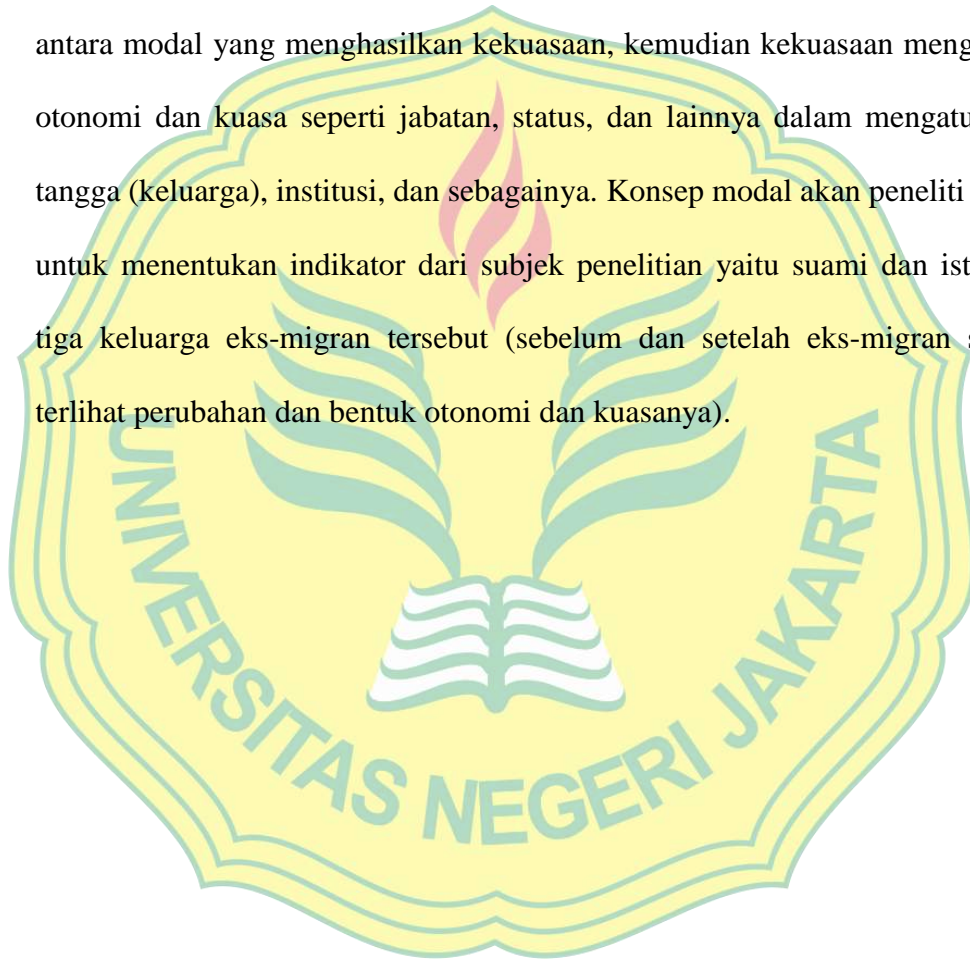 antara modal yang menghasilkan kekuasaan, kemudian kekuasaan meng
otonomi dan kuasa seperti jabatan, status, dan lainnya dalam mengatu
tangga (keluarga), institusi, dan sebagainya. Konsep modal akan peneliti
untuk menentukan indikator dari subjek penelitian yaitu suami dan ist
tiga keluarga eks-migran tersebut (sebelum dan setelah eks-migran s
terlihat perubahan dan bentuk otonomi dan kuasanya).
UNIVERSITAS NEGERI JAKARTA